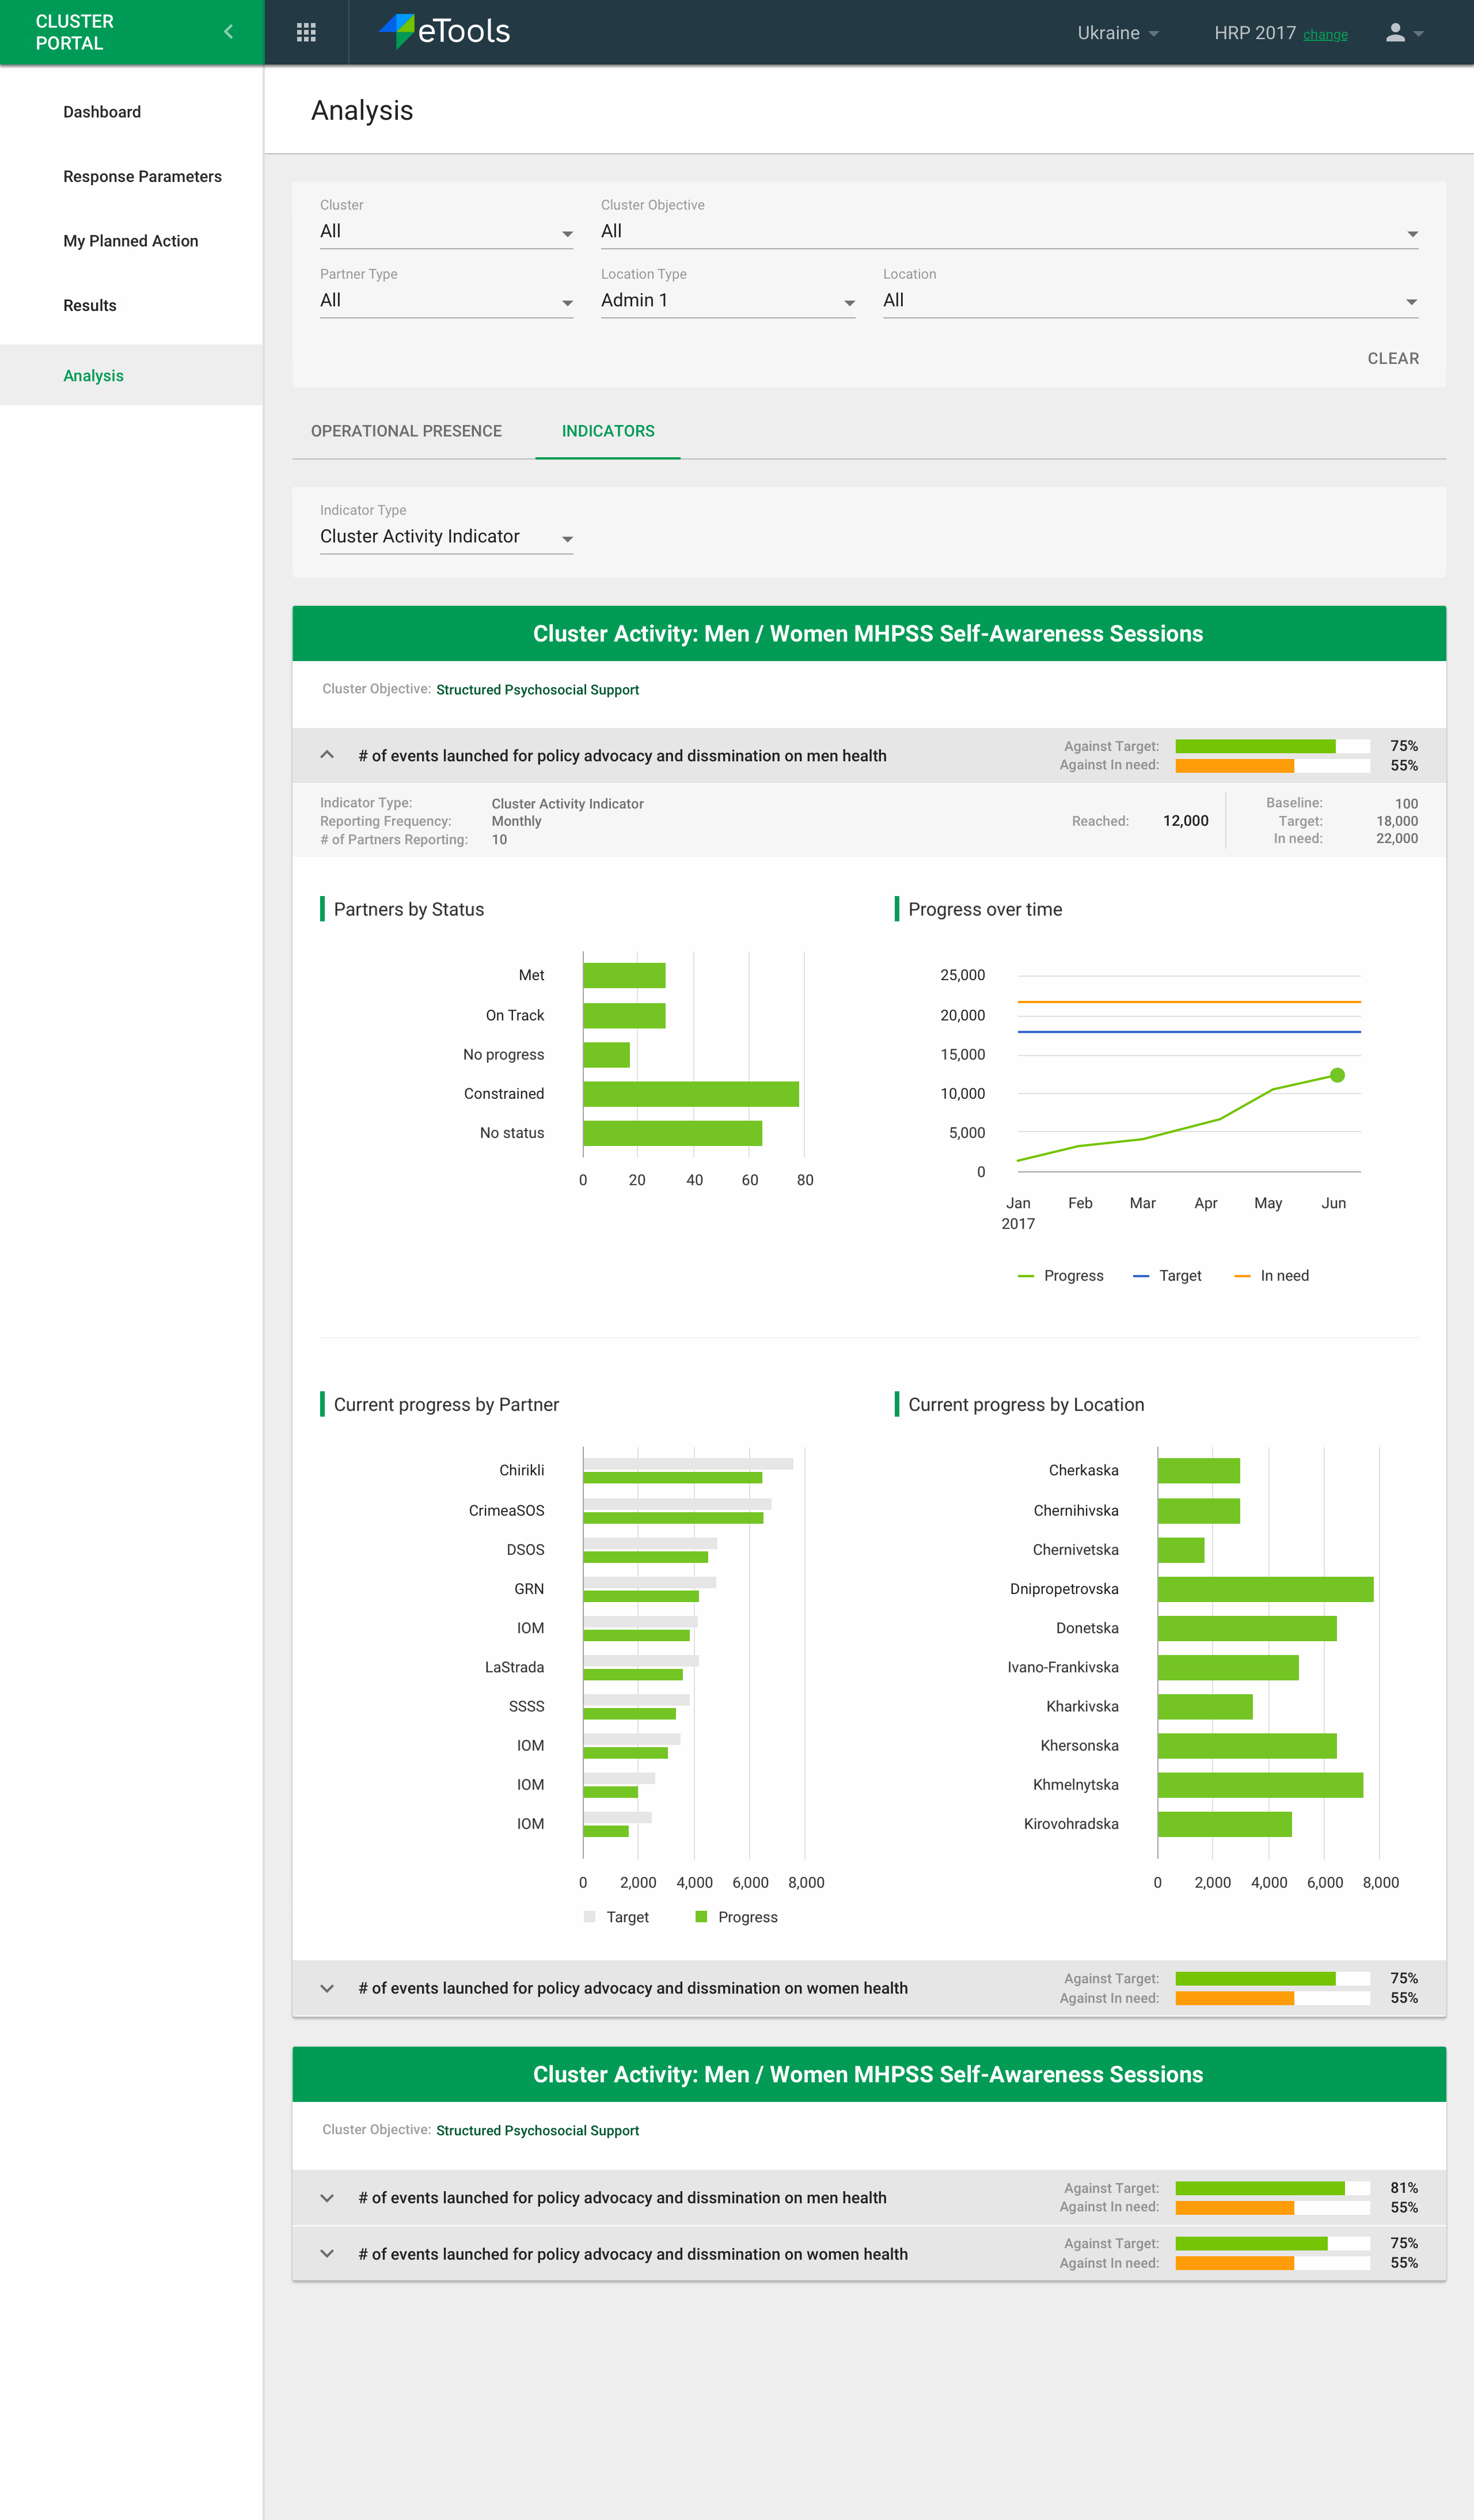 CLUSTER
PORTAL
eTools
Ukraine
HRP 2017 change
Dashboard
Response Parameters
My Planned Action
Results
Analysis
Analysis
Cluster
All
Cluster Objective
All
Partner Type
All
Location Type
Admin 1
Location
All
CLEAR
OPERATIONAL PRESENCE
INDICATORS
Indicator Type
Cluster Activity Indicator
Cluster Activity: Men / Women MHPSS Self-Awareness Sessions
Cluster Objective: Structured Psychosocial Support
# of events launched for policy advocacy and dissmination on men health
Against Target: 75%
Against In need: 55%
Indicator Type: Cluster Activity Indicator
Reporting Frequency: Monthly
# of Partners Reporting: 10
Reached: 12,000
Baseline: 100
Target: 18,000
In need: 22,000
Partners by Status
Met
On Track
No progress
Constrained
No status
0 20 40 60 80
Progress over time
25,000
20,000
15,000
10,000
5,000
0
Jan Feb Mar Apr May Jun
2017
Progress Target In need
Current progress by Partner
Chirikli
CrimeaSOS
DSOS
GRN
IOM
LaStrada
SSSS
IOM
IOM
IOM
0 2,000 4,000 6,000 8,000
Target Progress
Current progress by Location
Cherkaska
Chernihivska
Chernivetska
Dnipropetrovska
Donetska
Ivano-Frankivska
Kharkivska
Khersonska
Khmelnytska
Kirovohradska
0 2,000 4,000 6,000 8,000
# of events launched for policy advocacy and dissmination on women health
Against Target: 75%
Against In need: 55%
Cluster Activity: Men / Women MHPSS Self-Awareness Sessions
Cluster Objective: Structured Psychosocial Support
# of events launched for policy advocacy and dissmination on men health
Against Target: 81%
Against In need: 55%
# of events launched for policy advocacy and dissmination on women health
Against Target: 75%
Against In need: 55%